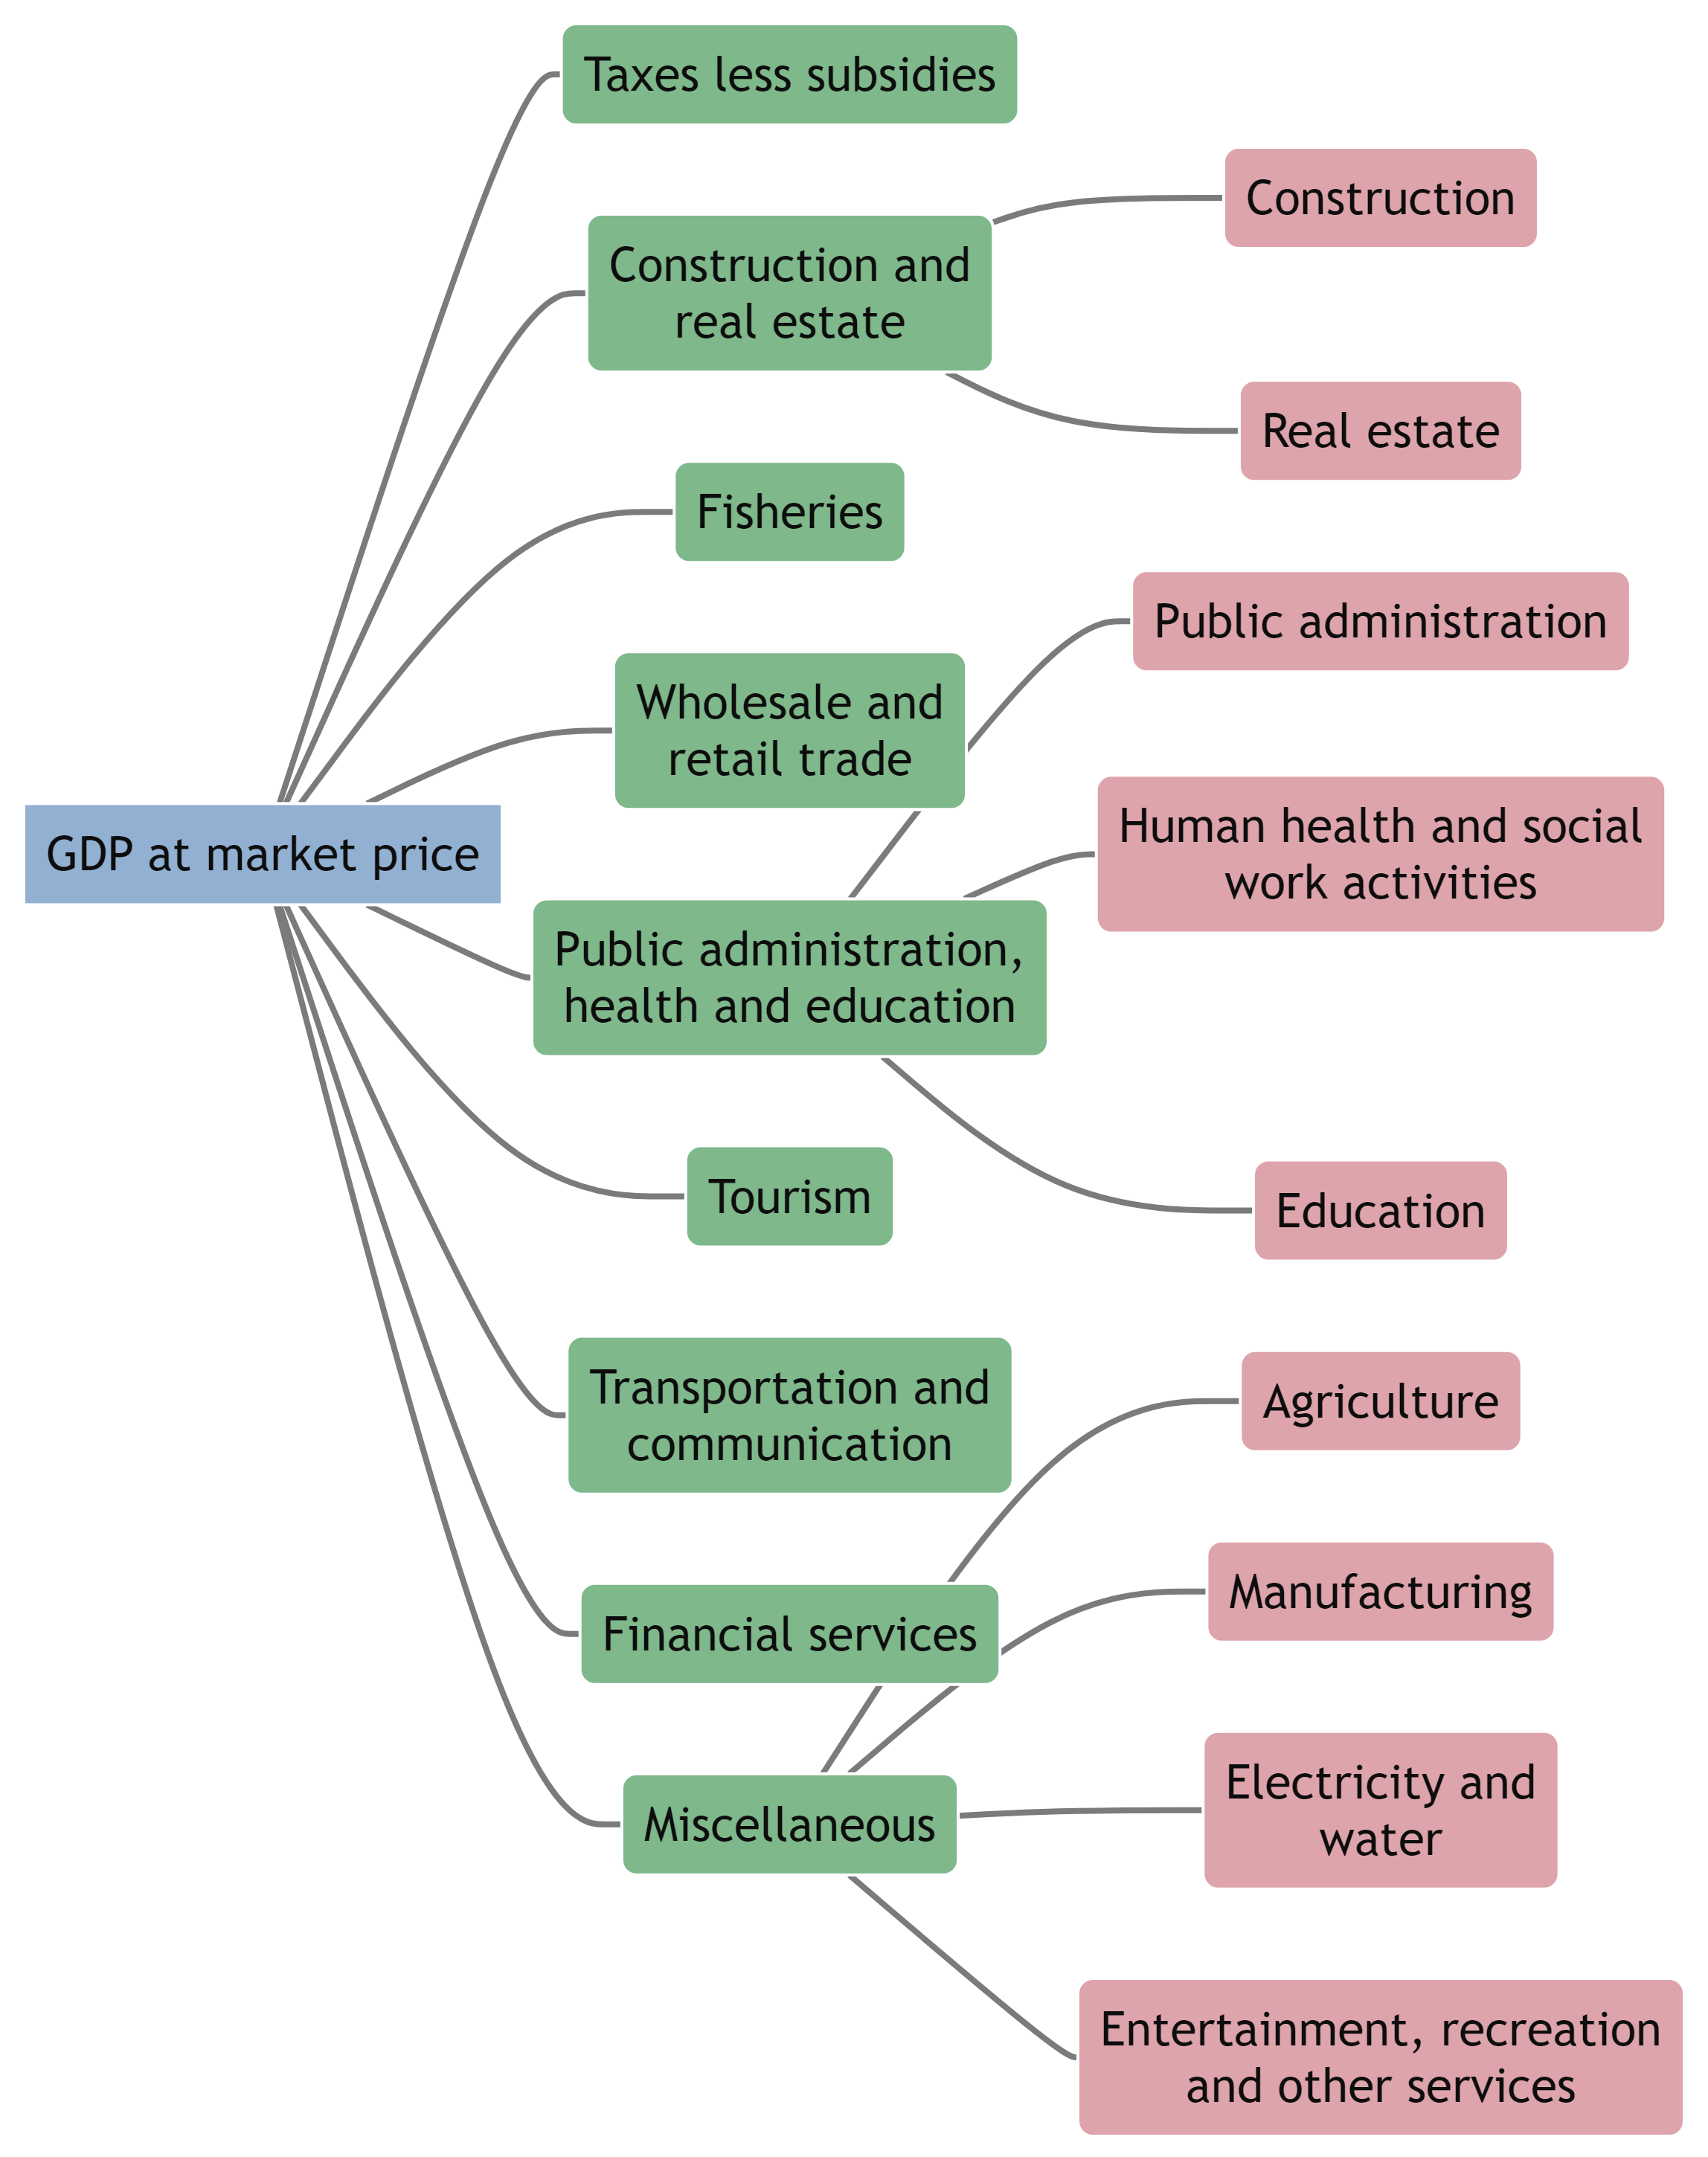 Taxes less subsidies
Construction
Construction and
real estate
Real estate
Fisheries
Public administration
Wholesale and
retail trade
GDP at market price
Human health and social
work activities
Public administration,
health and education
Tourism
Education
Transportation and
communication
Agriculture
Financial services
Manufacturing
Miscellaneous
Electricity and
water
Entertainment, recreation
and other services